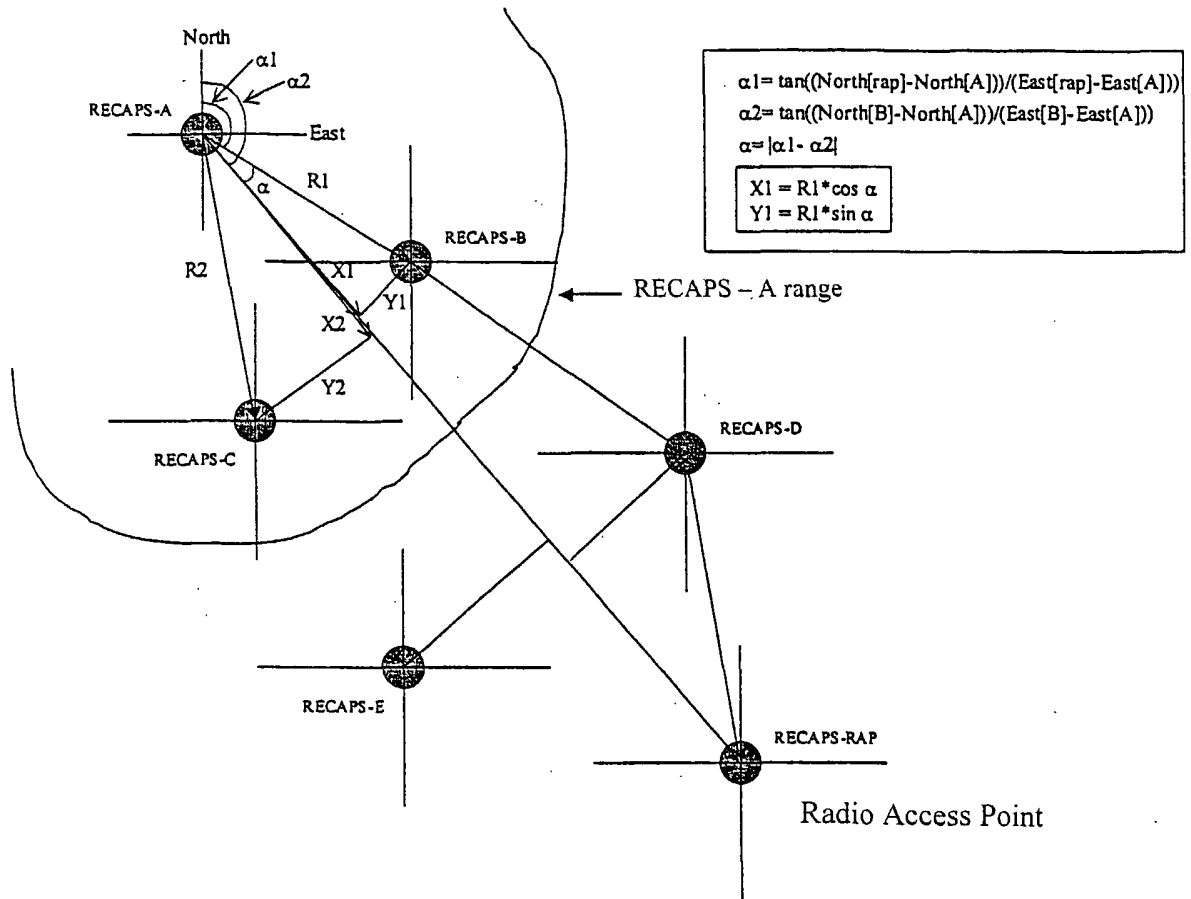 North
α1
α2
RECAPS-A
East
α
R1
R2
RECAPS-B
X1
Y1
X2
Y2
RECAPS – A range
RECAPS-C
RECAPS-D
RECAPS-E
RECAPS-RAP
Radio Access Point
α1= tan((North[rap]-North[A]))/(East[rap]-East[A]))
α2= tan((North[B]-North[A]))/(East[B]-East[A]))
α= |α1- α2|
X1 = R1*cos α
Y1 = R1*sin α